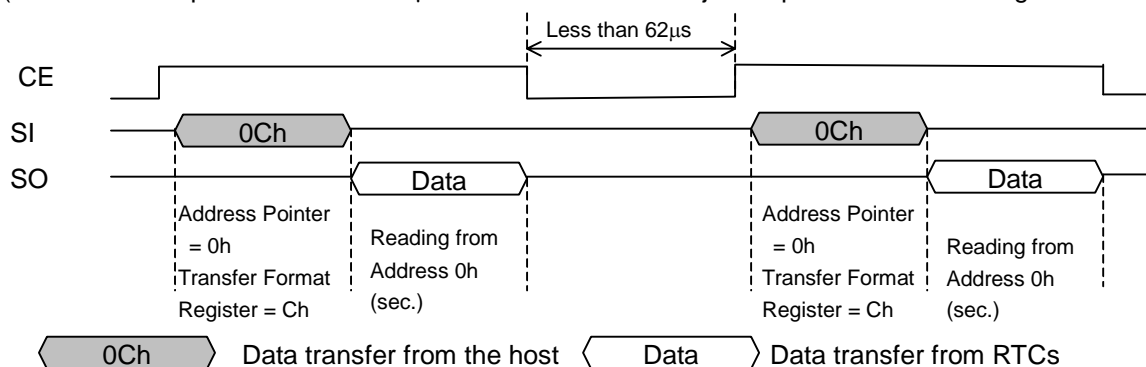 Less than 62μs
CE
SI
0Ch
0Ch
SO
Data
Data
Address Pointer
= 0h
Transfer Format
Register = Ch
Reading from
Address 0h
(sec.)
Address Pointer
= 0h
Transfer Format
Register = Ch
Reading from
Address 0h
(sec.)
0Ch Data transfer from the host Data Data transfer from RTCs